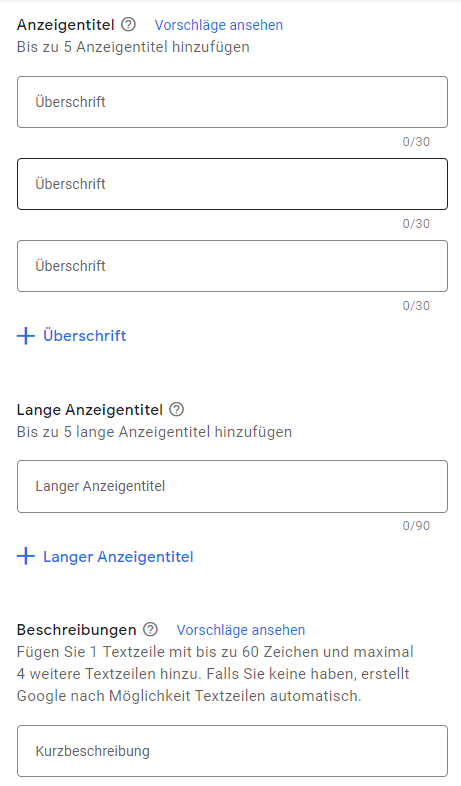 Anzeigentitel ? Vorschläge ansehen
Bis zu 5 Anzeigentitel hinzufügen
Überschrift
0/30
Überschrift
0/30
Überschrift
0/30
+ Überschrift
Lange Anzeigentitel ?
Bis zu 5 lange Anzeigentitel hinzufügen
Langer Anzeigentitel
0/90
+ Langer Anzeigentitel
Beschreibungen ? Vorschläge ansehen
Fügen Sie 1 Textzeile mit bis zu 60 Zeichen und maximal
4 weitere Textzeilen hinzu. Falls Sie keine haben, erstellt
Google nach Möglichkeit Textzeilen automatisch.
Kurzbeschreibung